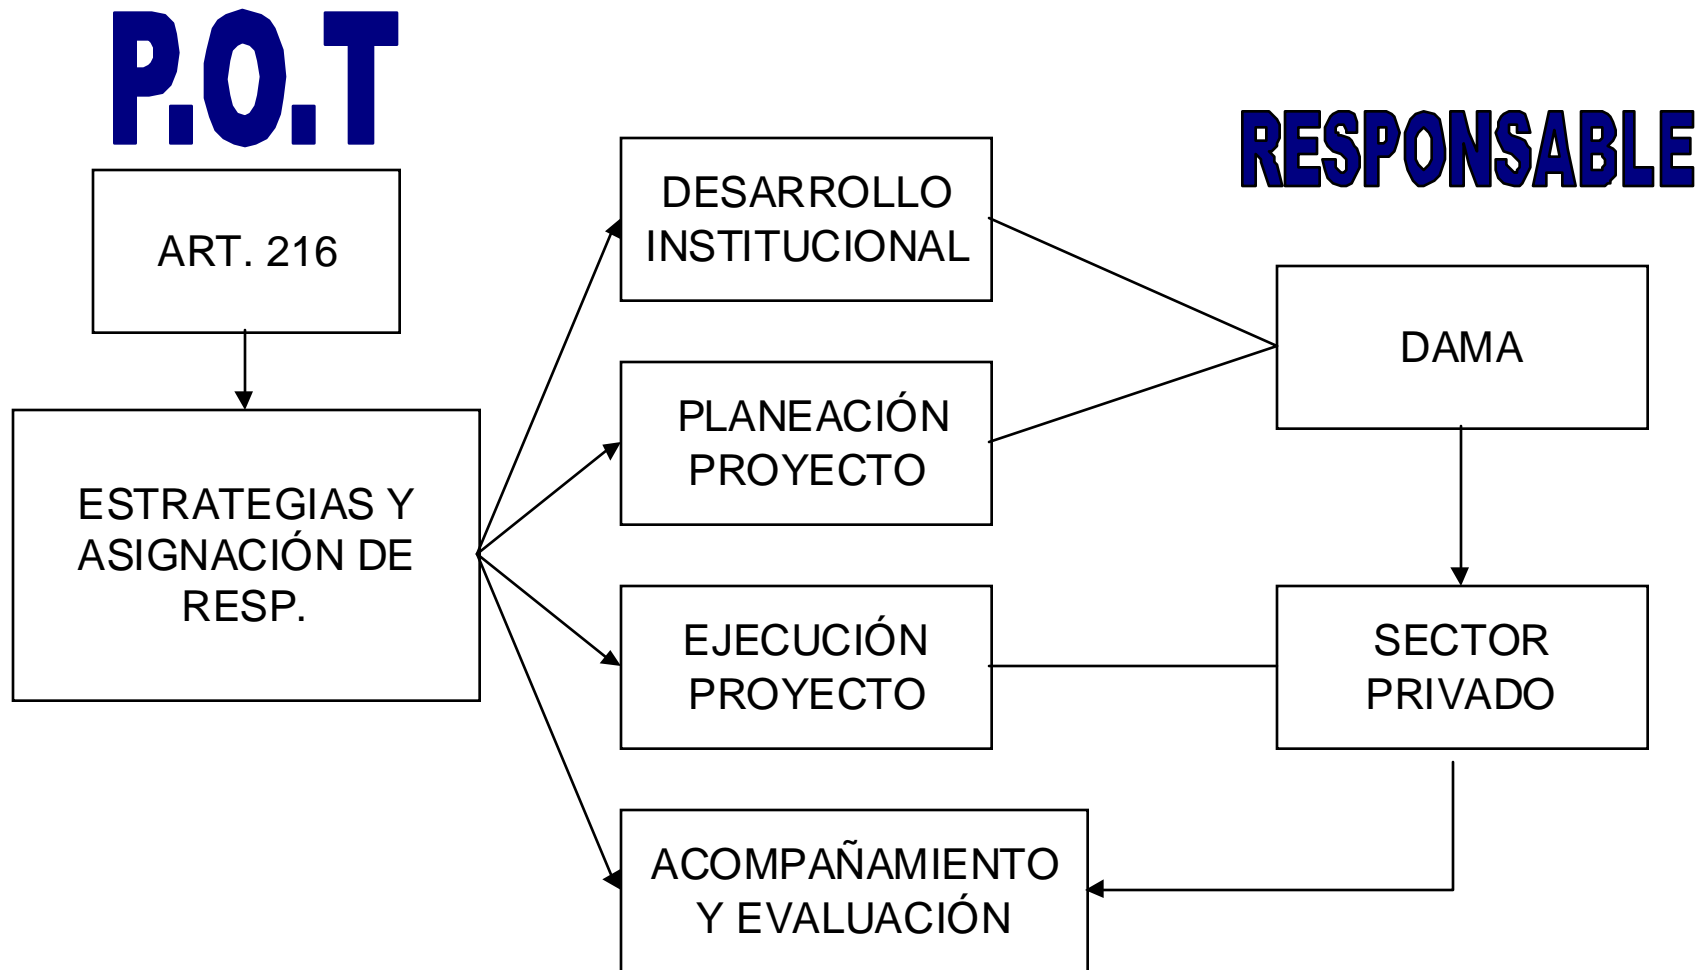 P.O.T
RESPONSABLE
ART. 216
ESTRATEGIAS Y
ASIGNACIÓN DE
RESP.
DESARROLLO
INSTITUCIONAL
PLANEACIÓN
PROYECTO
EJECUCIÓN
PROYECTO
ACOMPAÑAMIENTO
Y EVALUACIÓN
DAMA
SECTOR
PRIVADO